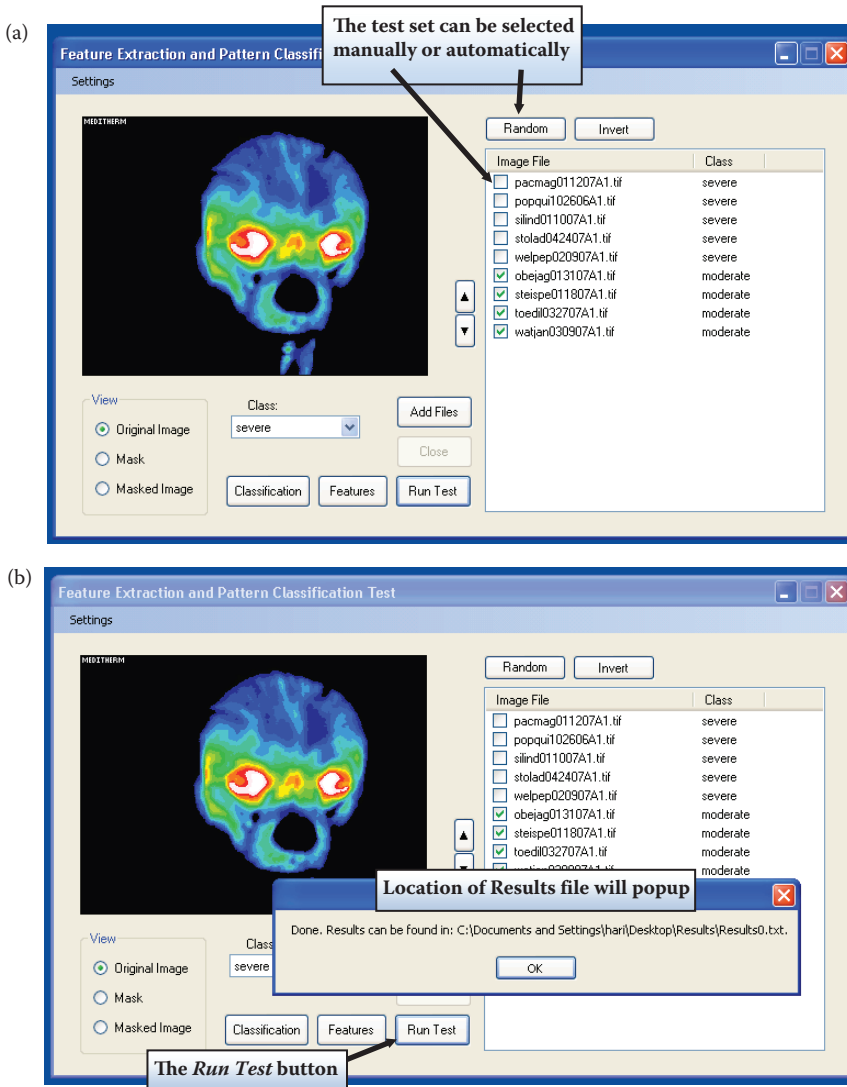 (a)
The test set can be selected
manually or automatically
Feature Extraction and Pattern Classifi
Settings
MEDITHERM
Random Invert
Image File Class
pacmag011207A1.tif severe
popqui102606A1.tif severe
silind011007A1.tif severe
stolad042407A1.tif severe
welpep020907A1.tif severe
obejag013107A1.tif moderate
steispe011807A1.tif moderate
toedil032707A1.tif moderate
watjan030907A1.tif moderate
View
Original Image
Mask
Masked Image
Class:
severe
Add Files
Close
Classification Features Run Test
(b)
Feature Extraction and Pattern Classification Test
Settings
MEDITHERM
Random Invert
Image File Class
pacmag011207A1.tif severe
popqui102606A1.tif severe
silind011007A1.tif severe
stolad042407A1.tif severe
welpep020907A1.tif severe
obejag013107A1.tif moderate
steispe011807A1.tif moderate
toedil032707A1.tif moderate
Location of Results file will popup
Done. Results can be found in: C:\Documents and Settings\hari\Desktop\Results\Results0.txt.
OK
View
Original Image
Mask
Masked Image
Class
severe
Classification Features Run Test
The Run Test button